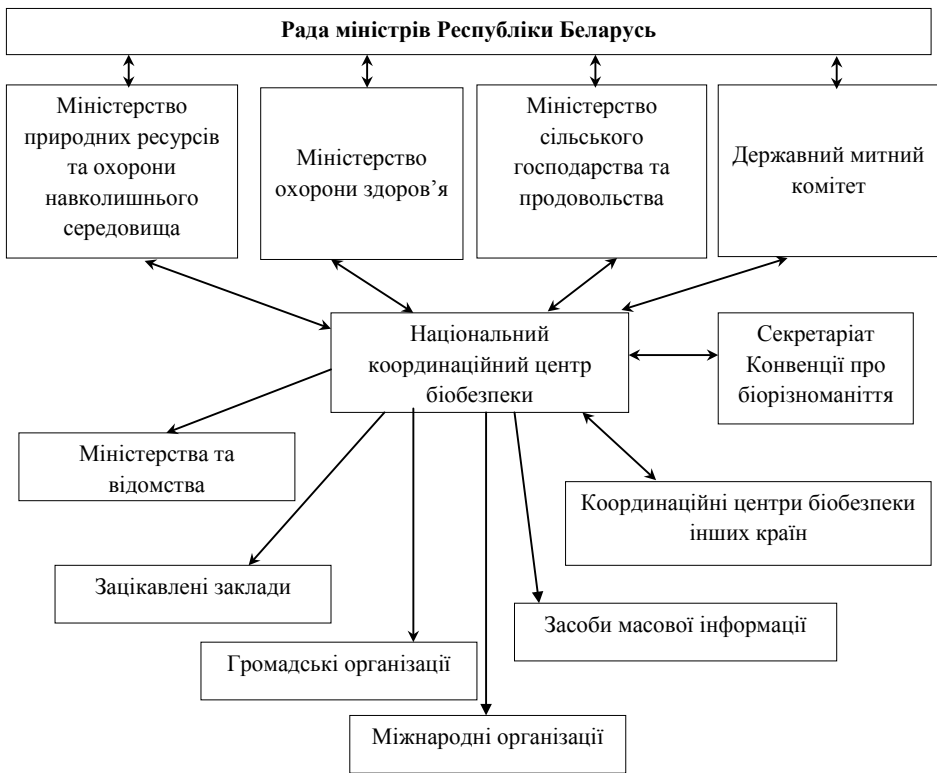 Рада міністрів Республіки Беларусь
Міністерство
природних ресурсів
та охорони
навколишнього
середовища
Міністерство
охорони здоров’я
Міністерство
сільського
господарства та
продовольства
Державний митний
комітет
Національний
координаційний центр
біобезпеки
Секретаріат
Конвенції про
біорізноманіття
Міністерства та
відомства
Координаційні центри біобезпеки
інших країн
Зацікавлені заклади
Засоби масової інформації
Громадські організації
Міжнародні організації